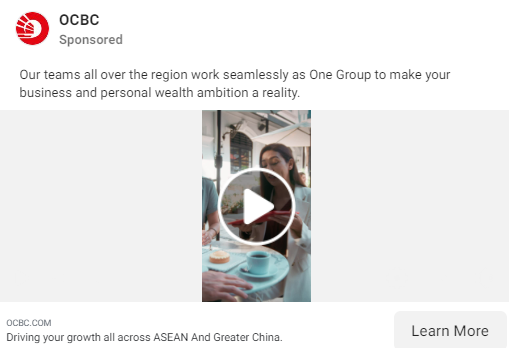 OCBC
Sponsored
Our teams all over the region work seamlessly as One Group to make your
business and personal wealth ambition a reality.
OCBC.COM
Driving your growth all across ASEAN And Greater China.
Learn More